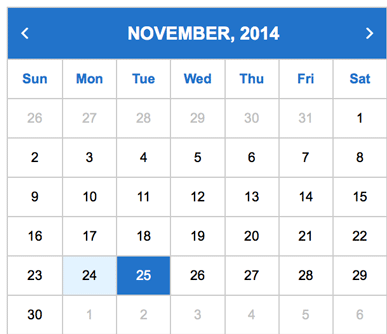 NOVEMBER, 2014
Sun Mon Tue Wed Thu Fri Sat
26 27 28 29 30 31 1
2 3 4 5 6 7 8
9 10 11 12 13 14 15
16 17 18 19 20 21 22
23 24 25 26 27 28 29
30 1 2 3 4 5 6